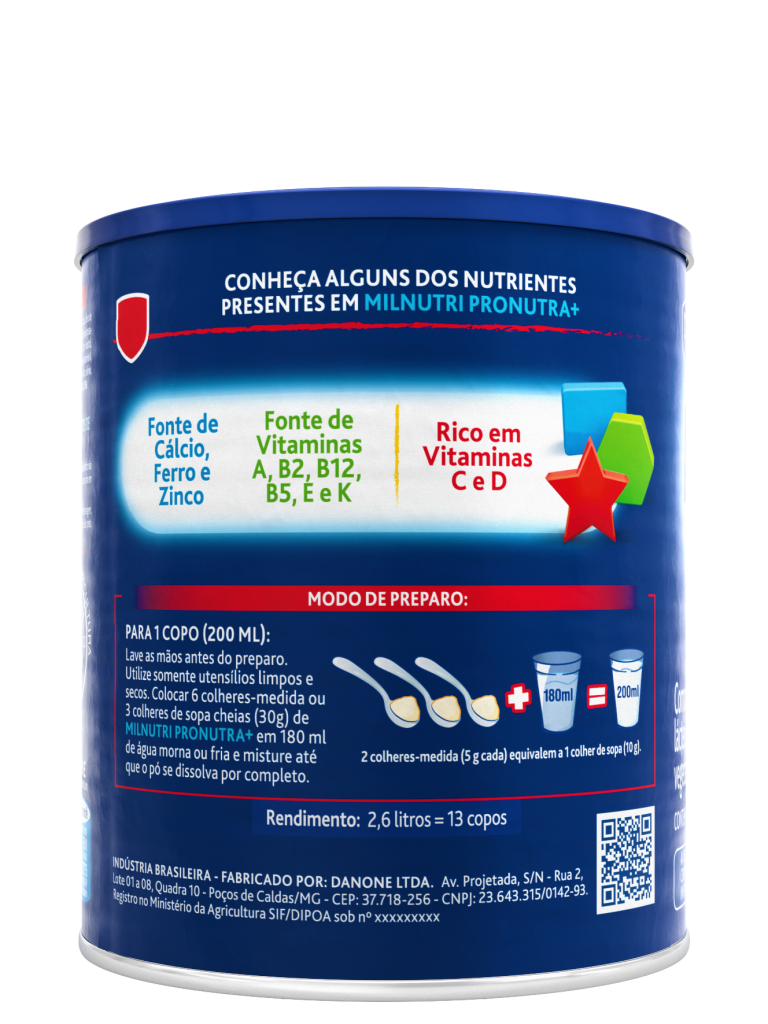 CONHEÇA ALGUNS DOS NUTRIENTES
PRESENTES EM MILNUTRI PRONUTRA+
Fonte de
Cálcio,
Ferro e
Zinco
Fonte de
Vitaminas
A, B2, B12,
B5, E e K
Rico em
Vitaminas
C e D
MODO DE PREPARO:
PARA 1 COPO (200 ML):
Lave as mãos antes do preparo.
Utilize somente utensílios limpos e
secos. Colocar 6 colheres-medida ou
3 colheres de sopa cheias (30g) de
MILNUTRI PRONUTRA+ em 180 ml
de água morna ou fria e misture até
que o pó se dissolva por completo.
180ml
200ml
2 colheres-medida (5 g cada) equivalem a 1 colher de sopa (10 g).
Rendimento: 2,6 litros = 13 copos
INDÚSTRIA BRASILEIRA - FABRICADO POR: DANONE LTDA. Av. Projetada, S/N - Rua 2,
Lote 01 a 08, Quadra 10 - Poços de Caldas/MG - CEP: 37.718-256 - CNPJ: 23.643.315/0142-93.
Registro no Ministério da Agricultura SIF/DIPOA sob nº xxxxxxxxx